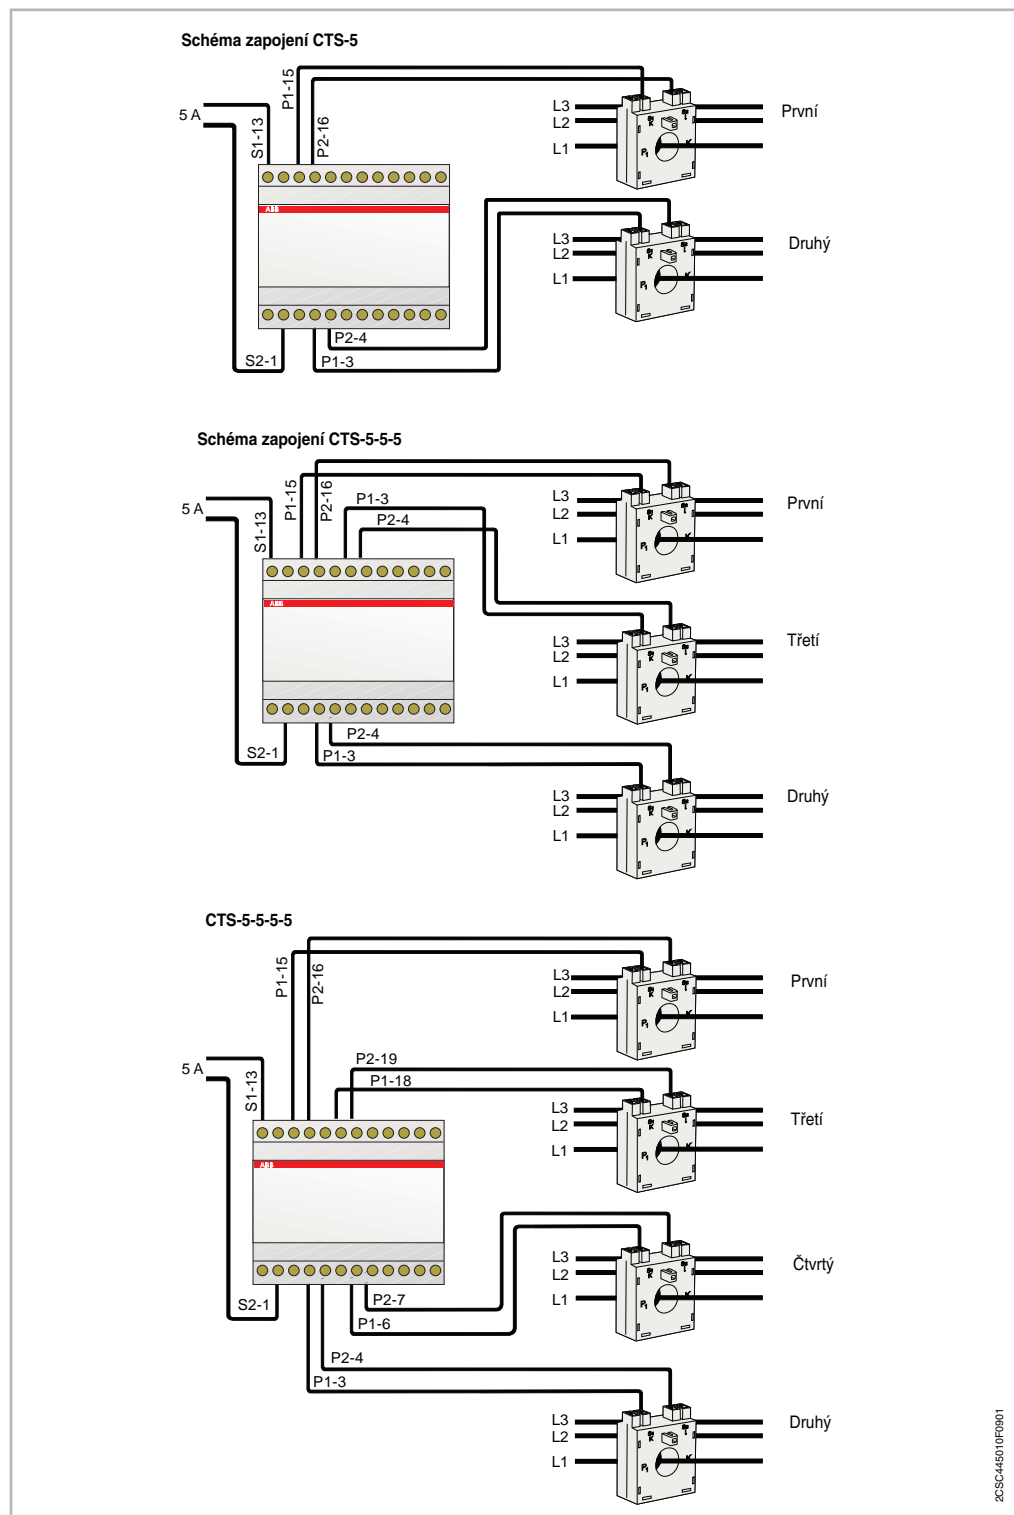 Schéma zapojení CTS-5
P1-15
P2-16
S1-13
5 A
ABB
S2-1
P2-4
P1-3
L3
L2
L1
První
L3
L2
L1
Druhý
Schéma zapojení CTS-5-5-5
P1-15
P2-16
S1-13
5 A
P1-3
P2-4
ABB
S2-1
P2-4
P1-3
L3
L2
L1
První
L3
L2
L1
Třetí
L3
L2
L1
Druhý
CTS-5-5-5-5
P1-15
P2-16
S1-13
5 A
P2-19
P1-18
ABB
S2-1
P2-7
P1-6
P2-4
P1-3
L3
L2
L1
První
L3
L2
L1
Třetí
L3
L2
L1
Čtvrtý
L3
L2
L1
Druhý
2CSC445010F0901